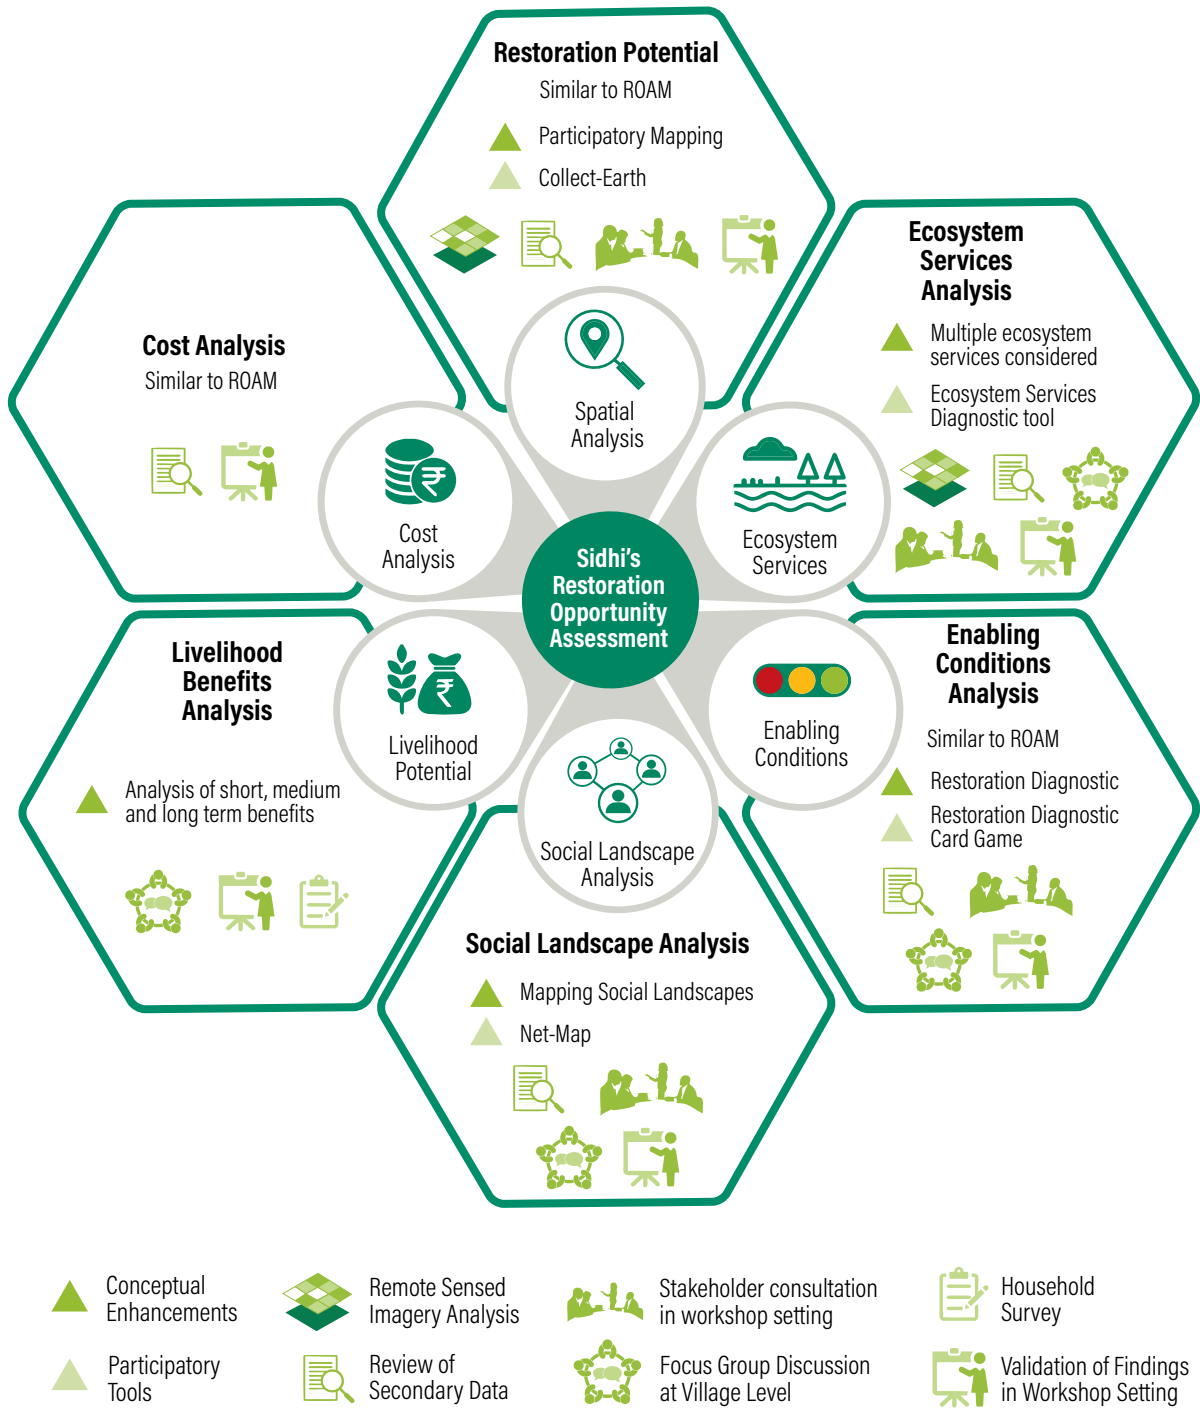 Restoration Potential
Similar to ROAM
Participatory Mapping
Collect-Earth
Ecosystem
Services
Analysis
Multiple ecosystem
services considered
Ecosystem Services
Diagnostic tool
Cost Analysis
Similar to ROAM
Spatial
Analysis
Cost
Analysis
Ecosystem
Services
Sidhi's
Restoration
Opportunity
Assessment
Livelihood
Benefits
Analysis
Analysis of short, medium
and long term benefits
Livelihood
Potential
Enabling
Conditions
Enabling
Conditions
Analysis
Similar to ROAM
Restoration Diagnostic
Restoration Diagnostic
Card Game
Social Landscape
Analysis
Social Landscape Analysis
Mapping Social Landscapes
Net-Map
Conceptual
Enhancements
Remote Sensed
Imagery Analysis
Stakeholder consultation
in workshop setting
Household
Survey
Participatory
Tools
Review of
Secondary Data
Focus Group Discussion
at Village Level
Validation of Findings
in Workshop Setting
₹
₹